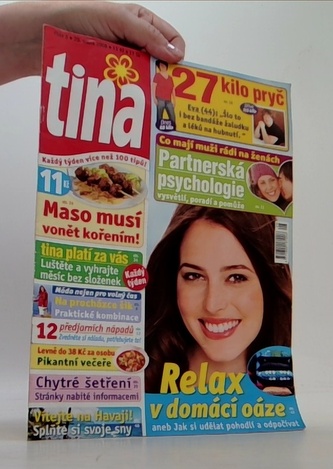 tina
Každý týden více než 100 tipů!
11 Kč
Maso musí
vonět kořením!
tina platí za vás
Luštěte a vyhrajte
měsíc bez složenek
Každý
týden
Móda nejen pro volný čas
Na procházce šik
Praktické kombinace
12 předjarních nápadů
Levně do 38 Kč za osobu
Pikantní večeře
Chytré šetření
Stránky nabité informacemi
Vítejte na Havaji!
Splňte si svoje sny
27 kilo pryč
Eva (44): „Šlo to
i bez bandáže žaludku
a léků na hubnutí.“
Co mají muži rádi na ženách
Partnerská
psychologie
vysvětlí, poradí a pomůže
Relax
v domácí oáze
aneb Jak si udělat pohodlí a odpočívat